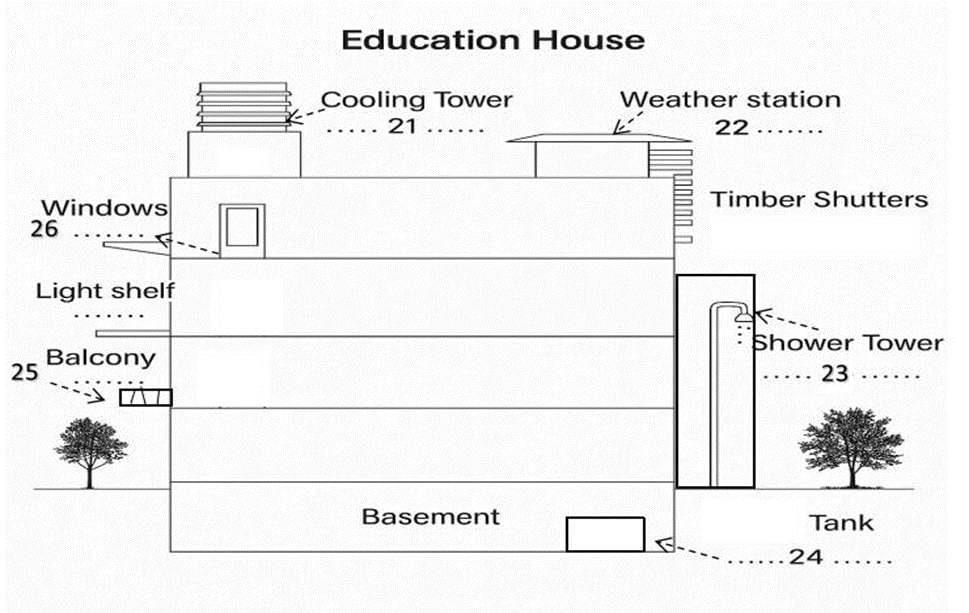 Education House
Cooling Tower
..... 21 ......
Weather station
22 .......
Timber Shutters
Windows
26 .......
Light shelf
.......
Balcony
25 .......
Shower Tower
.... 23 ......
Basement
Tank
......24 ......